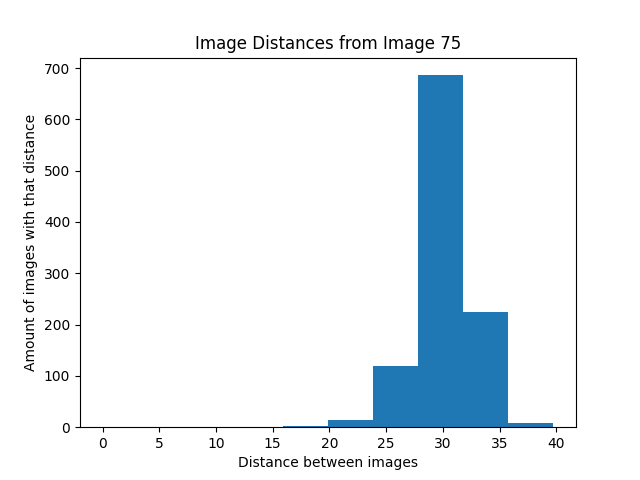 Image Distances from Image 75
700
600
500
400
300
200
100
0
Amount of images with that distance
0 5 10 15 20 25 30 35 40
Distance between images